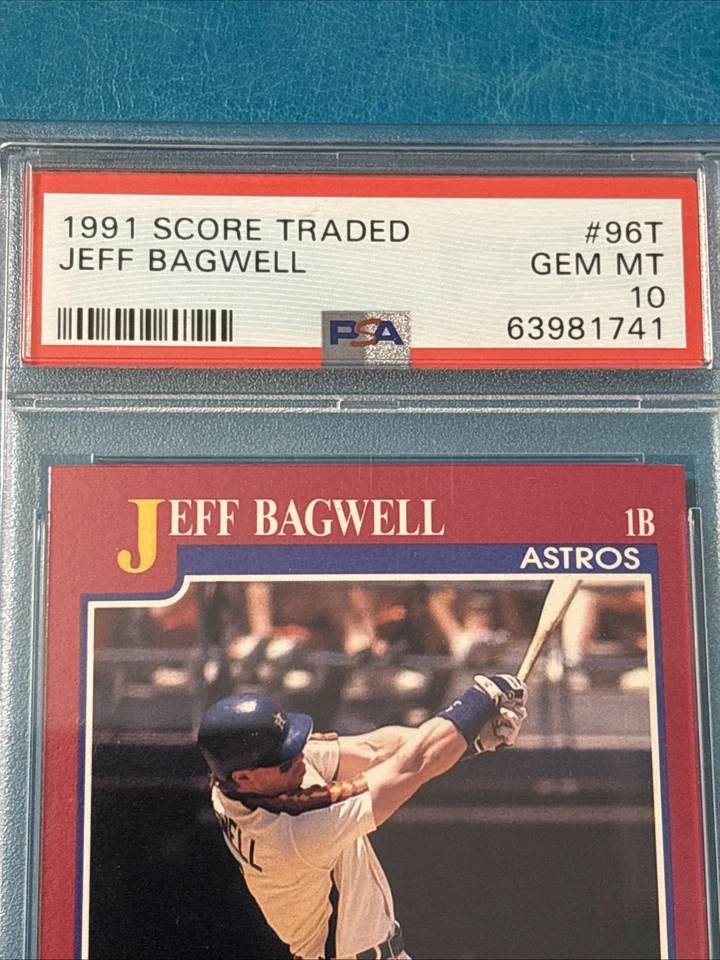 1991 SCORE TRADED #96T
JEFF BAGWELL GEM MT
10
PSA 63981741
JEFF BAGWELL 1B
ASTROS